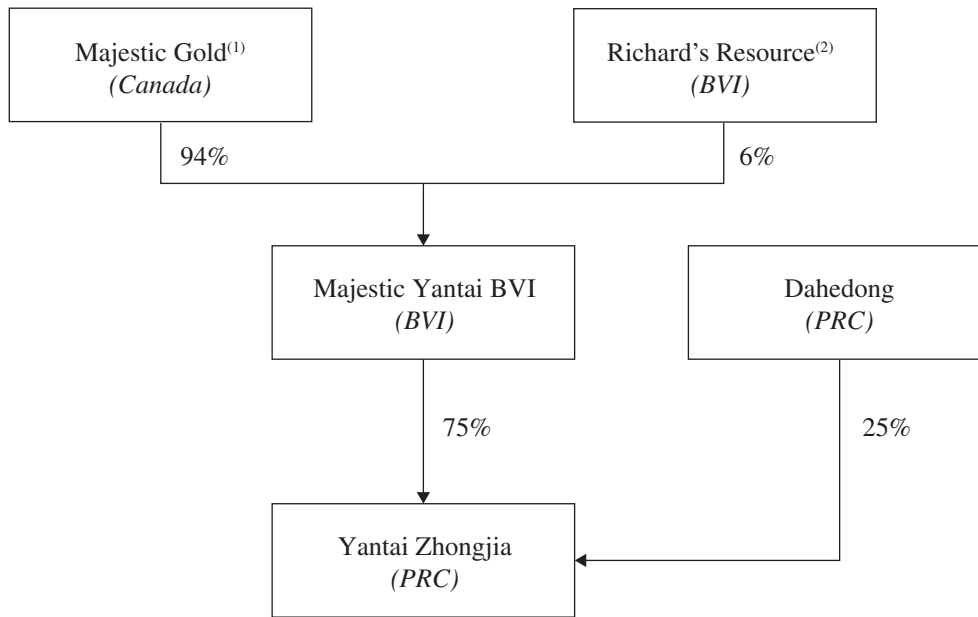 Majestic Gold(1)
(Canada)
Richard’s Resource(2)
(BVI)
94%
6%
Majestic Yantai BVI
(BVI)
Dahedong
(PRC)
75%
25%
Yantai Zhongjia
(PRC)